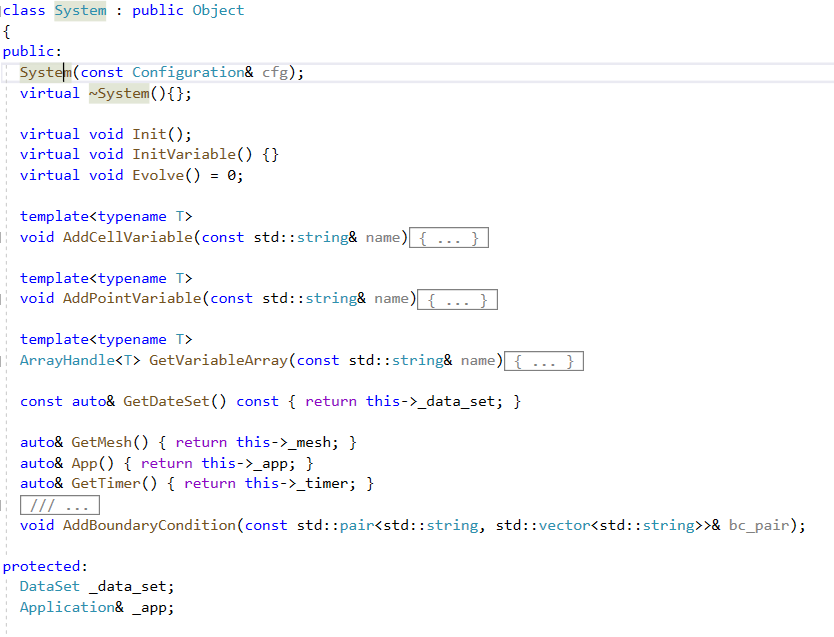 class System : public Object
{
public:
System(const Configuration& cfg);
virtual ~System(){};
virtual void Init();
virtual void InitVariable() {}
virtual void Evolve() = 0;
template<typename T>
void AddCellVariable(const std::string& name){ ... }
template<typename T>
void AddPointVariable(const std::string& name){ ... }
template<typename T>
ArrayHandle<T> GetVariableArray(const std::string& name){ ... }
const auto& GetDateSet() const { return this->_data_set; }
auto& GetMesh() { return this->_mesh; }
auto& App() { return this->_app; }
auto& GetTimer() { return this->_timer; }
/// ...
void AddBoundaryCondition(const std::pair<std::string, std::vector<std::string>>& bc_pair);
protected:
DataSet _data_set;
Application& _app;